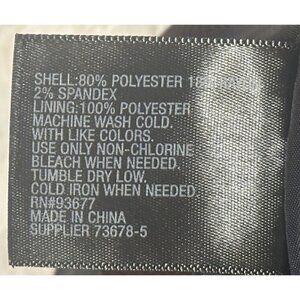 SHELL:80% POLYESTER 18%
2% SPANDEX
LINING:100% POLYESTER
MACHINE WASH COLD.
WITH LIKE COLORS.
USE ONLY NON-CHLORINE
BLEACH WHEN NEEDED.
TUMBLE DRY LOW.
COLD IRON WHEN NEEDED
RN#93677
MADE IN CHINA
SUPPLIER 73678-5